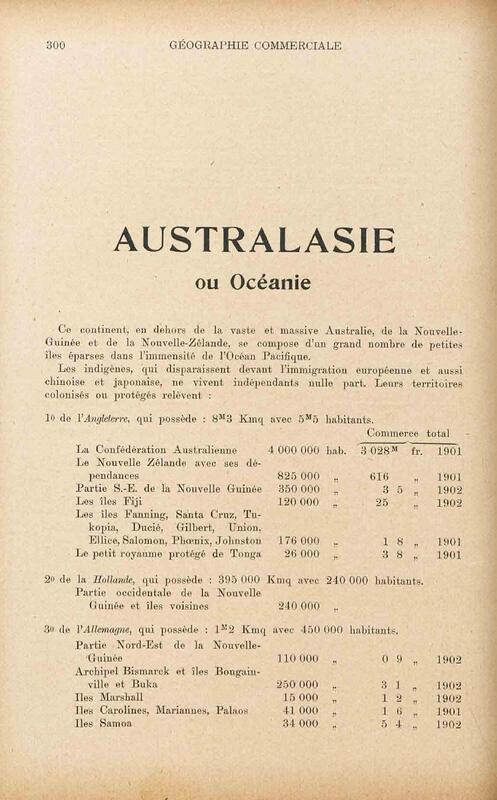 300 GÉOGRAPHIE COMMERCIALE
AUSTRALASIE
ou Océanie
Ce continent, en dehors de la vaste et massive Australie, de la Nouvelle-
Guinée et de la Nouvelle-Zélande, se compose d'un grand nombre de petites
îles éparses dans l'immensité de l'Océan Pacifique.
Les indigènes, qui disparaissent devant l'immigration européenne et aussi
chinoise et japonaise, ne vivent indépendants nulle part. Leurs territoires
colonisés ou protégés relèvent :
1o de l'Angleterre, qui possède : 8M3 Kmq avec 5M5 habitants.
Commerce total
La Confédération Australienne 4 000 000 hab. 3 028M fr. 1901
Le Nouvelle Zélande avec ses dé-
pendances 825 000 „ 616 „ 1901
Partie S.-E. de la Nouvelle Guinée 350 000 „ 3 5 „ 1902
Les îles Fiji 120 000 „ 25 „ 1902
Les îles Fanning, Santa Cruz, Tu-
kopia, Ducié, Gilbert, Union,
Ellice, Salomon, Phœnix, Johnston 176 000 „ 1 8 „ 1901
Le petit royaume protégé de Tonga 26 000 „ 3 8 „ 1901
2o de la Hollande, qui possède : 395 000 Kmq avec 240 000 habitants.
Partie occidentale de la Nouvelle
Guinée et îles voisines 240 000 „
3o de l'Allemagne, qui possède : 1M2 Kmq avec 450 000 habitants.
Partie Nord-Est de la Nouvelle-
Guinée 110 000 „ 0 9 „ 1902
Archipel Bismarck et îles Bougain-
ville et Buka 250 000 „ 3 1 „ 1902
Iles Marshall 15 000 „ 1 2 „ 1902
Iles Carolines, Mariannes, Palaos 41 000 „ 1 6 „ 1901
Iles Samoa 34 000 „ 5 4 „ 1902